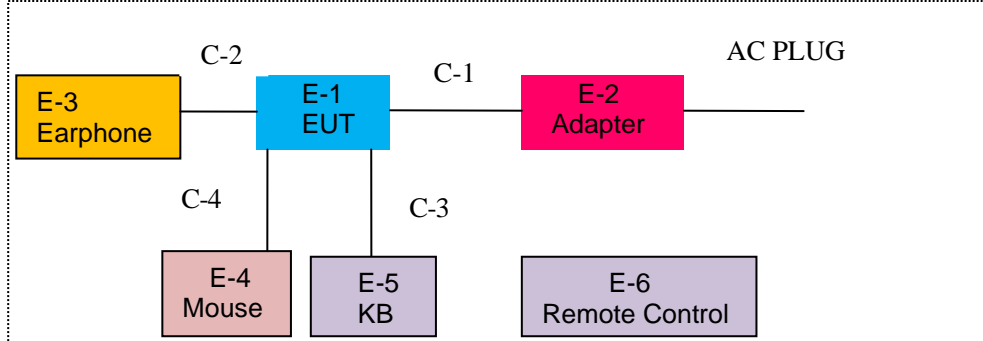 AC PLUG
C-2
C-1
E-3
Earphone
E-1
EUT
E-2
Adapter
C-4
C-3
E-4
Mouse
E-5
KB
E-6
Remote Control